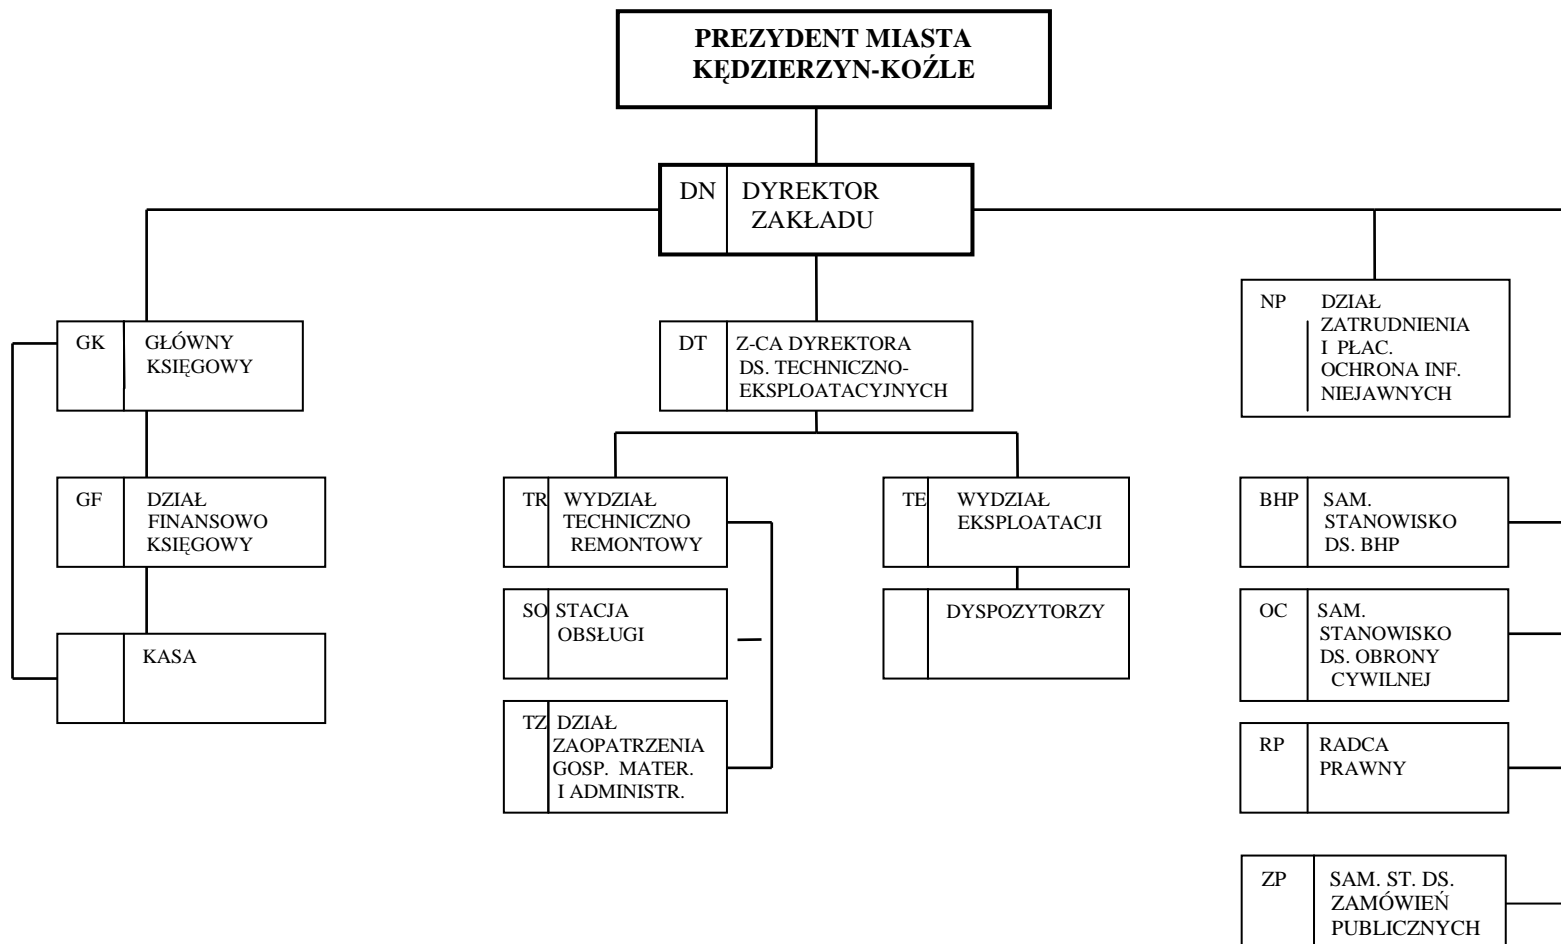 PREZYDENT MIASTA
KĘDZIERZYN-KOŹLE
DN DYREKTOR
ZAKŁADU
GK GŁÓWNY
KSIĘGOWY
DT Z-CA DYREKTORA
DS. TECHNICZNO-
EKSPLOATACYJNYCH
NP DZIAŁ
ZATRUDNIENIA
I PŁAC.
OCHRONA INF.
NIEJAWNYCH
GF DZIAŁ
FINANSOWO
KSIĘGOWY
TR WYDZIAŁ
TECHNICZNO
REMONTOWY
TE WYDZIAŁ
EKSPLOATACJI
BHP SAM.
STANOWISKO
DS. BHP
SO STACJA
OBSŁUGI
DYSPOZYTORZY
OC SAM.
STANOWISKO
DS. OBRONY
CYWILNEJ
KASA
TZ DZIAŁ
ZAOPATRZENIA
GOSP. MATER.
I ADMINISTR.
RP RADCA
PRAWNY
ZP SAM. ST. DS.
ZAMÓWIEŃ
PUBLICZNYCH